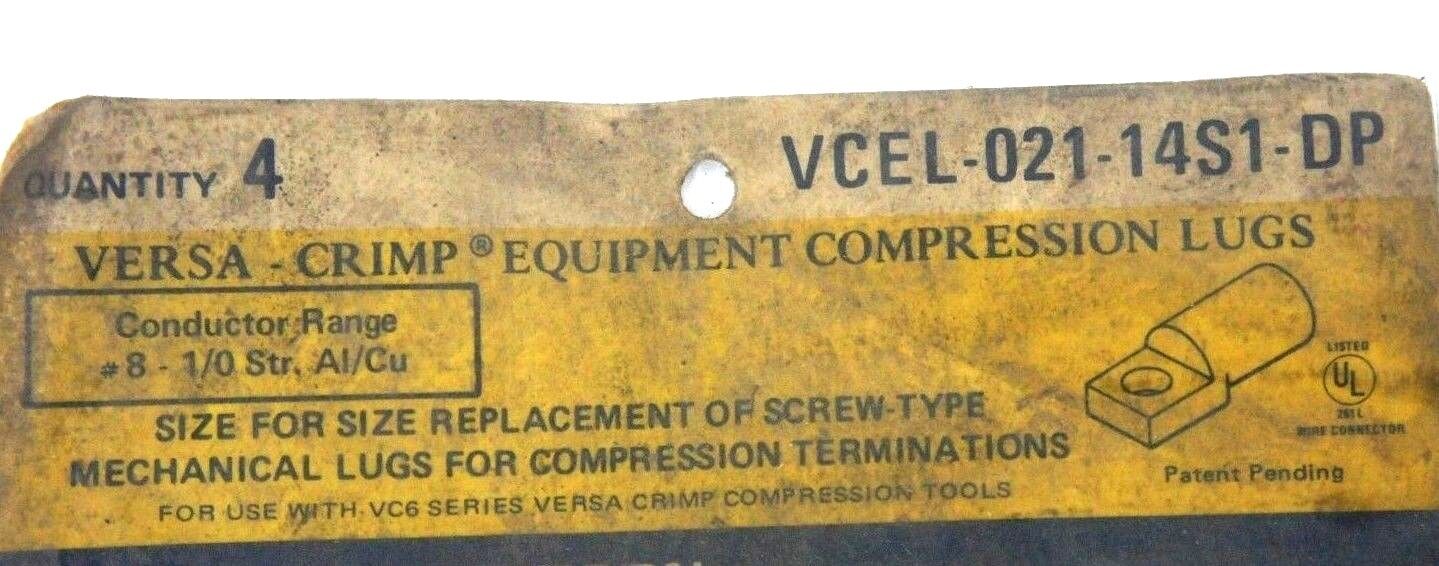 QUANTITY 4
VCEL-021-14S1-DP
VERSA - CRIMP® EQUIPMENT COMPRESSION LUGS
Conductor Range
#8 - 1/0 Str. Al/Cu
SIZE FOR SIZE REPLACEMENT OF SCREW-TYPE
MECHANICAL LUGS FOR COMPRESSION TERMINATIONS
FOR USE WITH VC6 SERIES VERSA CRIMP COMPRESSION TOOLS
LISTED
UL
WIRE CONNECTOR
Patent Pending